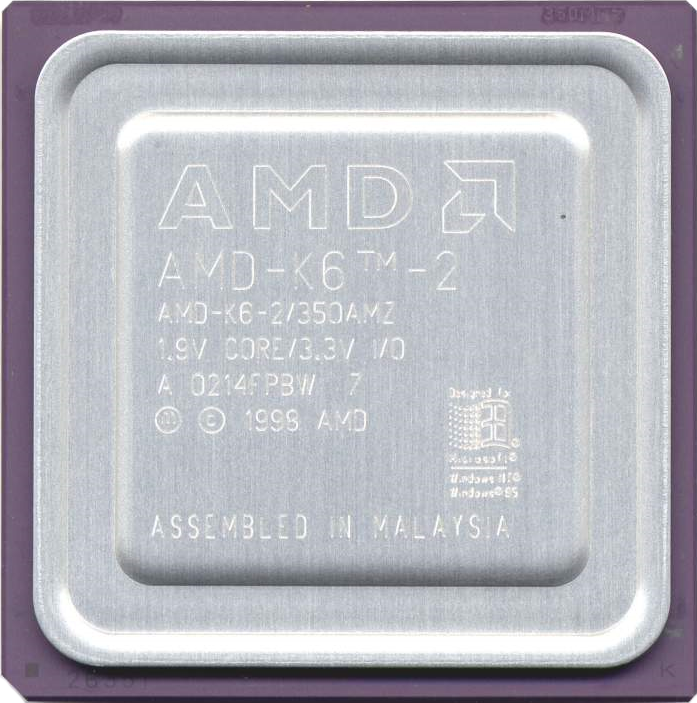 AMD
AMD-K6™-2
AMD-K6-2/350AMZ
1.9V CORE/3.3V I/O
A 0214FPBW 7
Ⓜ © 1998 AMD
Designed for
Microsoft®
Windows NT®
Windows®95
ASSEMBLED IN MALAYSIA
K